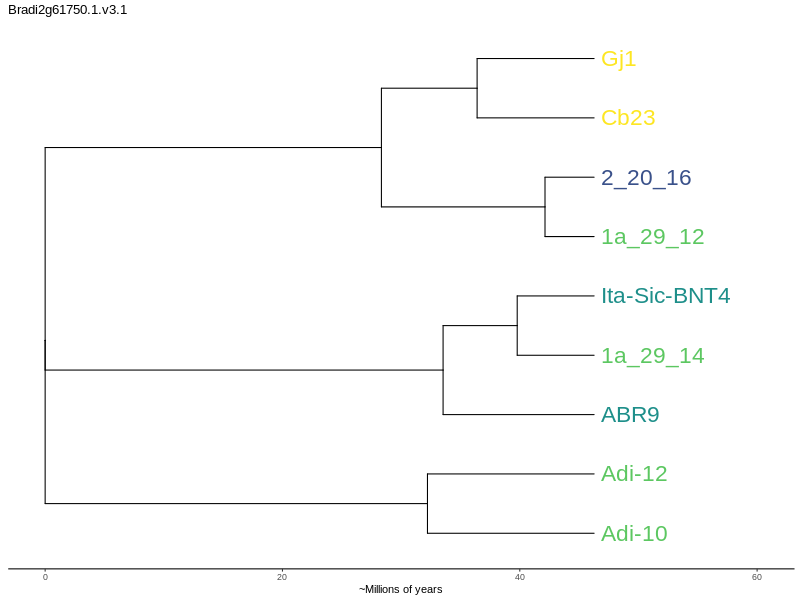 Bradi2g61750.1.v3.1
Gj1
Cb23
2_20_16
1a_29_12
Ita-Sic-BNT4
1a_29_14
ABR9
Adi-12
Adi-10
0 20 40 60
~Millions of years